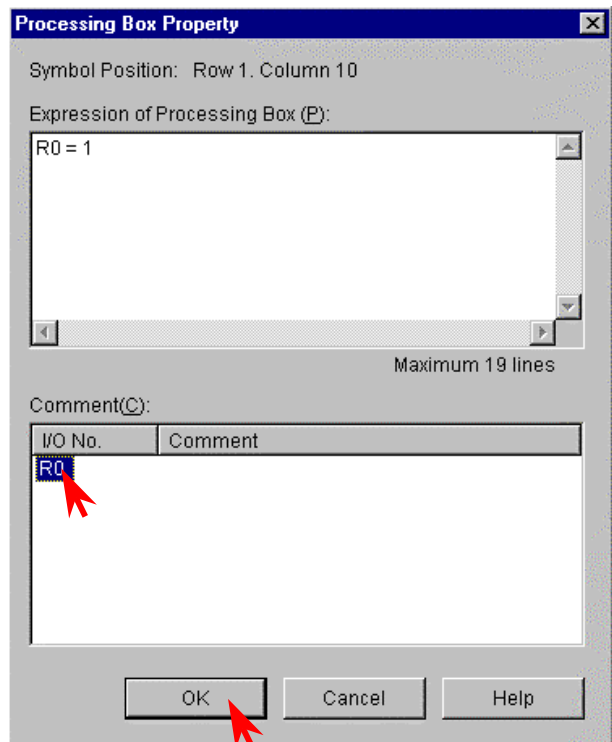 Processing Box Property
Symbol Position: Row 1. Column 10
Expression of Processing Box (P):
R0 = 1
Maximum 19 lines
Comment(C):
I/O No. Comment
R0
OK Cancel Help